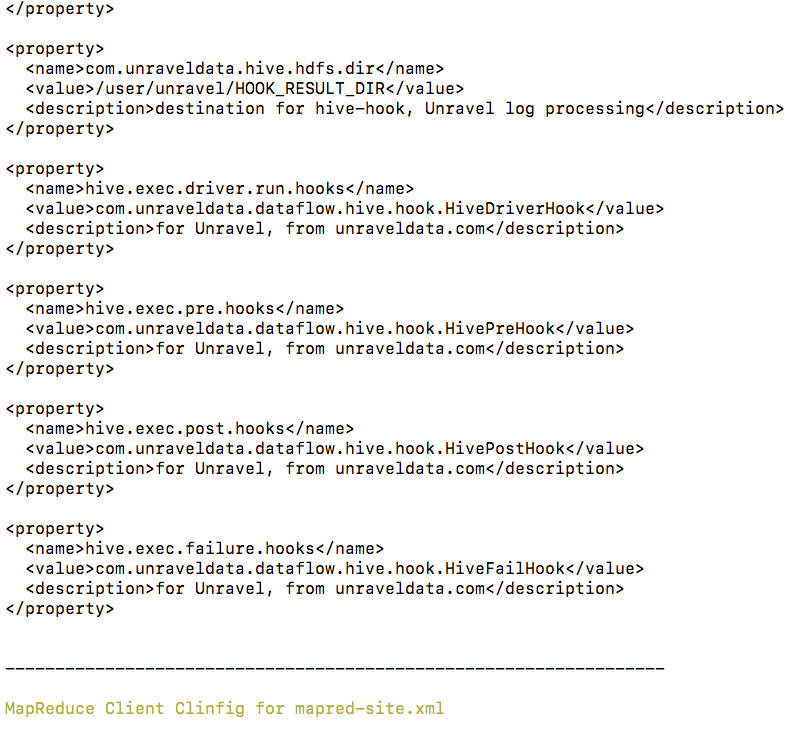 </property>
<property>
<name>com.unraveldata.hive.hdfs.dir</name>
<value>/user/unravel/HOOK_RESULT_DIR</value>
<description>destination for hive-hook, Unravel log processing</description>
</property>
<property>
<name>hive.exec.driver.run.hooks</name>
<value>com.unraveldata.dataflow.hive.hook.HiveDriverHook</value>
<description>for Unravel, from unraveldata.com</description>
</property>
<property>
<name>hive.exec.pre.hooks</name>
<value>com.unraveldata.dataflow.hive.hook.HivePreHook</value>
<description>for Unravel, from unraveldata.com</description>
</property>
<property>
<name>hive.exec.post.hooks</name>
<value>com.unraveldata.dataflow.hive.hook.HivePostHook</value>
<description>for Unravel, from unraveldata.com</description>
</property>
<property>
<name>hive.exec.failure.hooks</name>
<value>com.unraveldata.dataflow.hive.hook.HiveFailHook</value>
<description>for Unravel, from unraveldata.com</description>
</property>
------------------------------------------------------------------
MapReduce Client Clinfig for mapred-site.xml